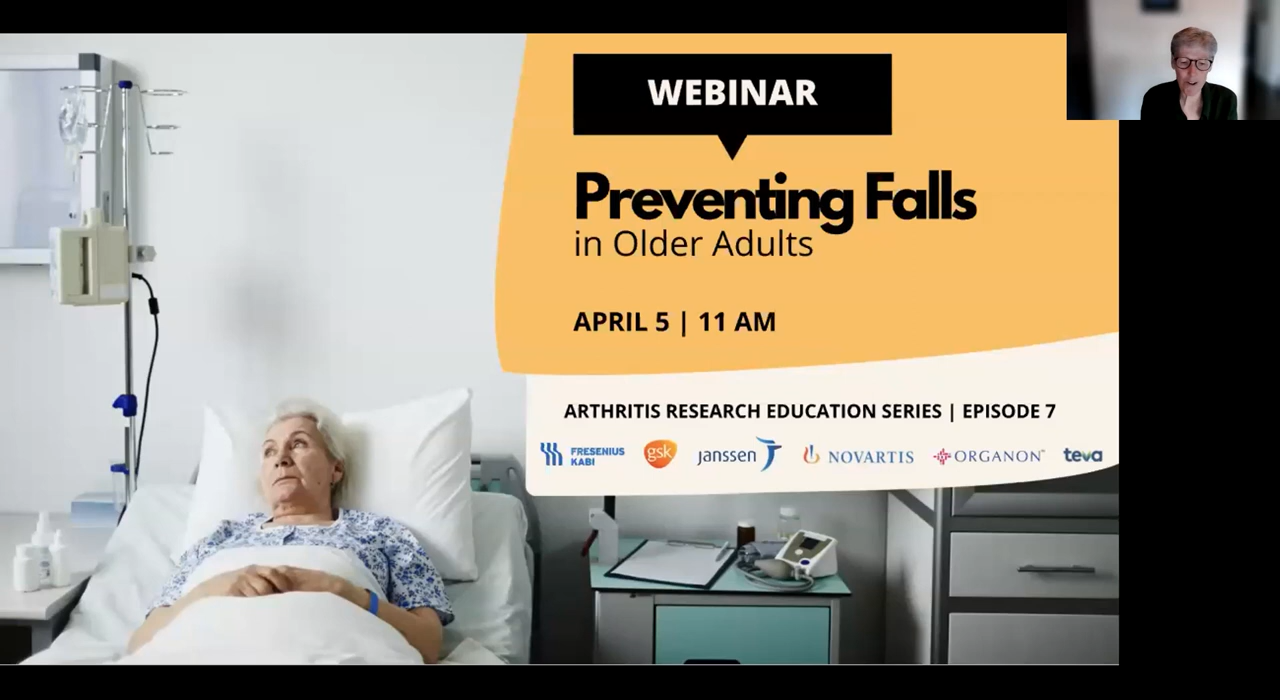 WEBINAR
Preventing Falls
in Older Adults
APRIL 5 | 11 AM
ARTHRITIS RESEARCH EDUCATION SERIES | EPISODE 7
FRESENIUS
KABI
gsk
janssen
NOVARTIS
ORGANON
teva